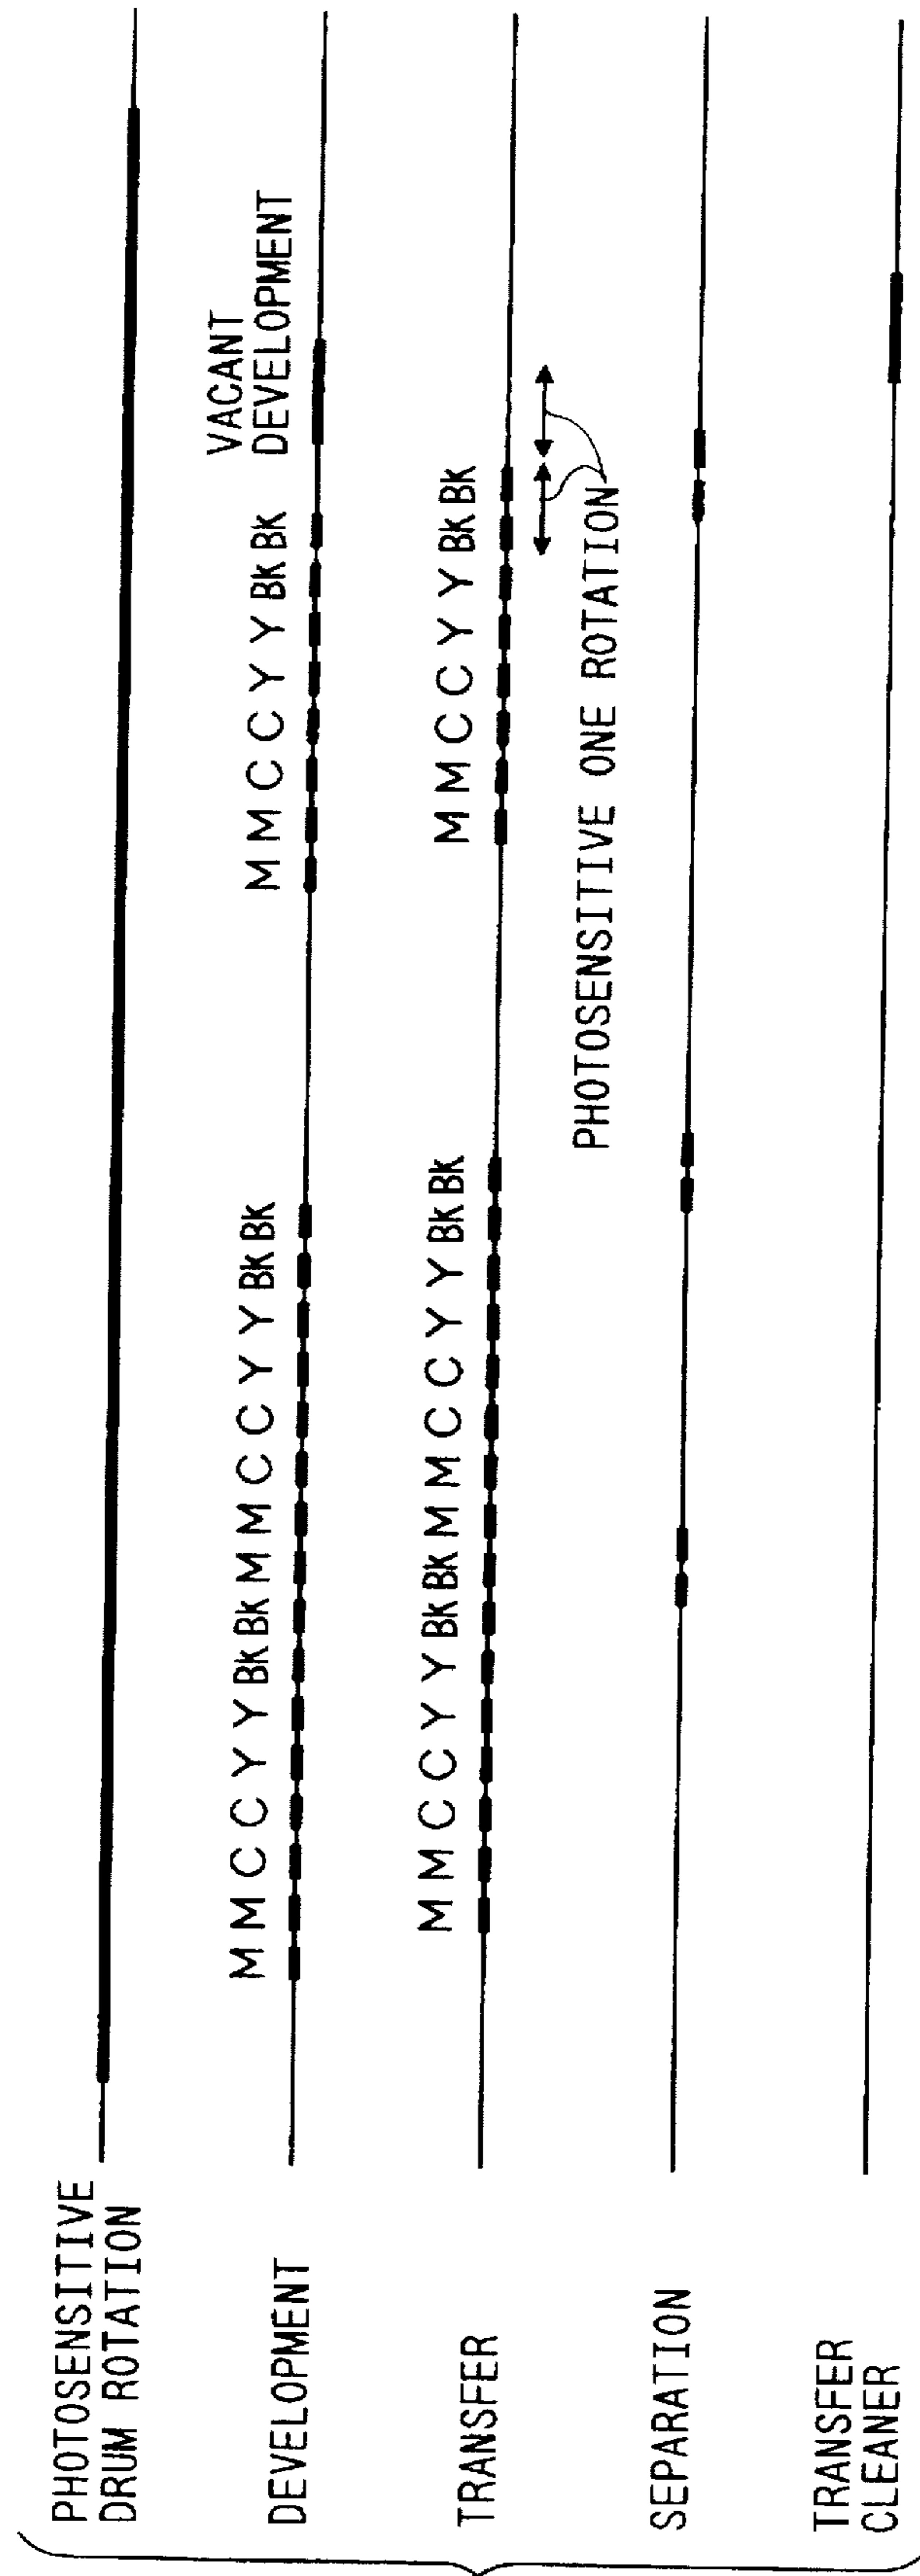 PHOTOSENSITIVE
DRUM ROTATION
DEVELOPMENT
M M C C Y Y BK BK M M C C Y Y BK BK
M M C C Y Y BK BK
VACANT
DEVELOPMENT
TRANSFER
M M C C Y Y BK BK M M C C Y Y BK BK
M M C C Y Y BK BK
PHOTOSENSITIVE ONE ROTATION
SEPARATION
TRANSFER
CLEANER